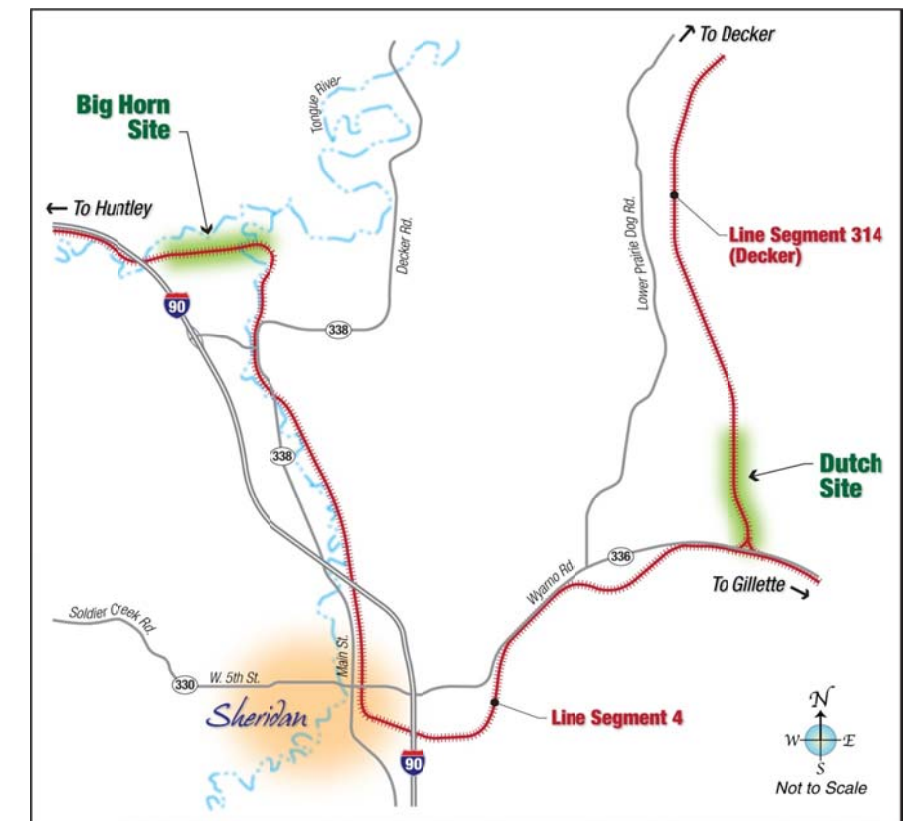 To Decker
Big Horn
Site
Tongue River
To Huntley
Decker Rd.
Lower Prairie Dog Rd.
Line Segment 314
(Decker)
90
338
338
Dutch
Site
336
Wyarno Rd.
To Gillette
Soldier Creek Rd.
330
W. 5th St.
Main St.
Sheridan
Line Segment 4
90
N
W
E
S
Not to Scale